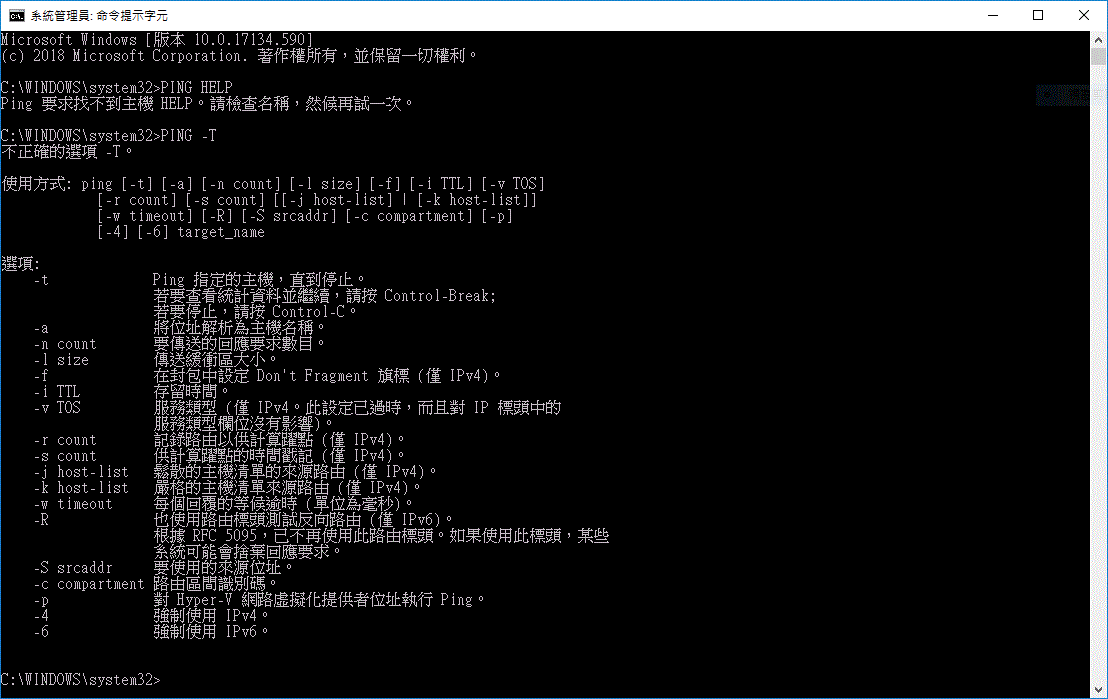 系統管理員: 命令提示字元
Microsoft Windows [版本 10.0.17134.590]
(c) 2018 Microsoft Corporation. 著作權所有，並保留一切權利。
C:\WINDOWS\system32>PING HELP
Ping 要求找不到主機 HELP。請檢查名稱，然候再試一次。
C:\WINDOWS\system32>PING -T
不正確的選項 -T。
使用方式: ping [-t] [-a] [-n count] [-l size] [-f] [-i TTL] [-v TOS]
[-r count] [-s count] [[-j host-list] | [-k host-list]]
[-w timeout] [-R] [-S srcaddr] [-c compartment] [-p]
[-4] [-6] target_name
選項:
-t Ping 指定的主機，直到停止。
若要查看統計資料並繼續，請按 Control-Break;
若要停止，請按 Control-C。
-a 將位址解析為主機名稱。
-n count 要傳送的回應要求數目。
-l size 傳送緩衝區大小。
-f 在封包中設定 Don't Fragment 旗標 (僅 IPv4)。
-i TTL 存留時間。
-v TOS 服務類型 (僅 IPv4。此設定已過時，而且對 IP 標頭中的
服務類型欄位沒有影響)。
-r count 記錄路由以供計算躍點 (僅 IPv4)。
-s count 供計算躍點的時間戳記 (僅 IPv4)。
-j host-list 鬆散的主機清單的來源路由 (僅 IPv4)。
-k host-list 嚴格的主機清單來源路由 (僅 IPv4)。
-w timeout 每個回覆的等候逾時 (單位為毫秒)。
-R 也使用路由標頭測試反向路由 (僅 IPv6)。
根據 RFC 5095，已不再使用此路由標頭。如果使用此標頭，某些
系統可能會捨棄回應要求。
-S srcaddr 要使用的來源位址。
-c compartment 路由區間識別碼。
-p 對 Hyper-V 網路虛擬化提供者位址執行 Ping。
-4 強制使用 IPv4。
-6 強制使用 IPv6。
C:\WINDOWS\system32>